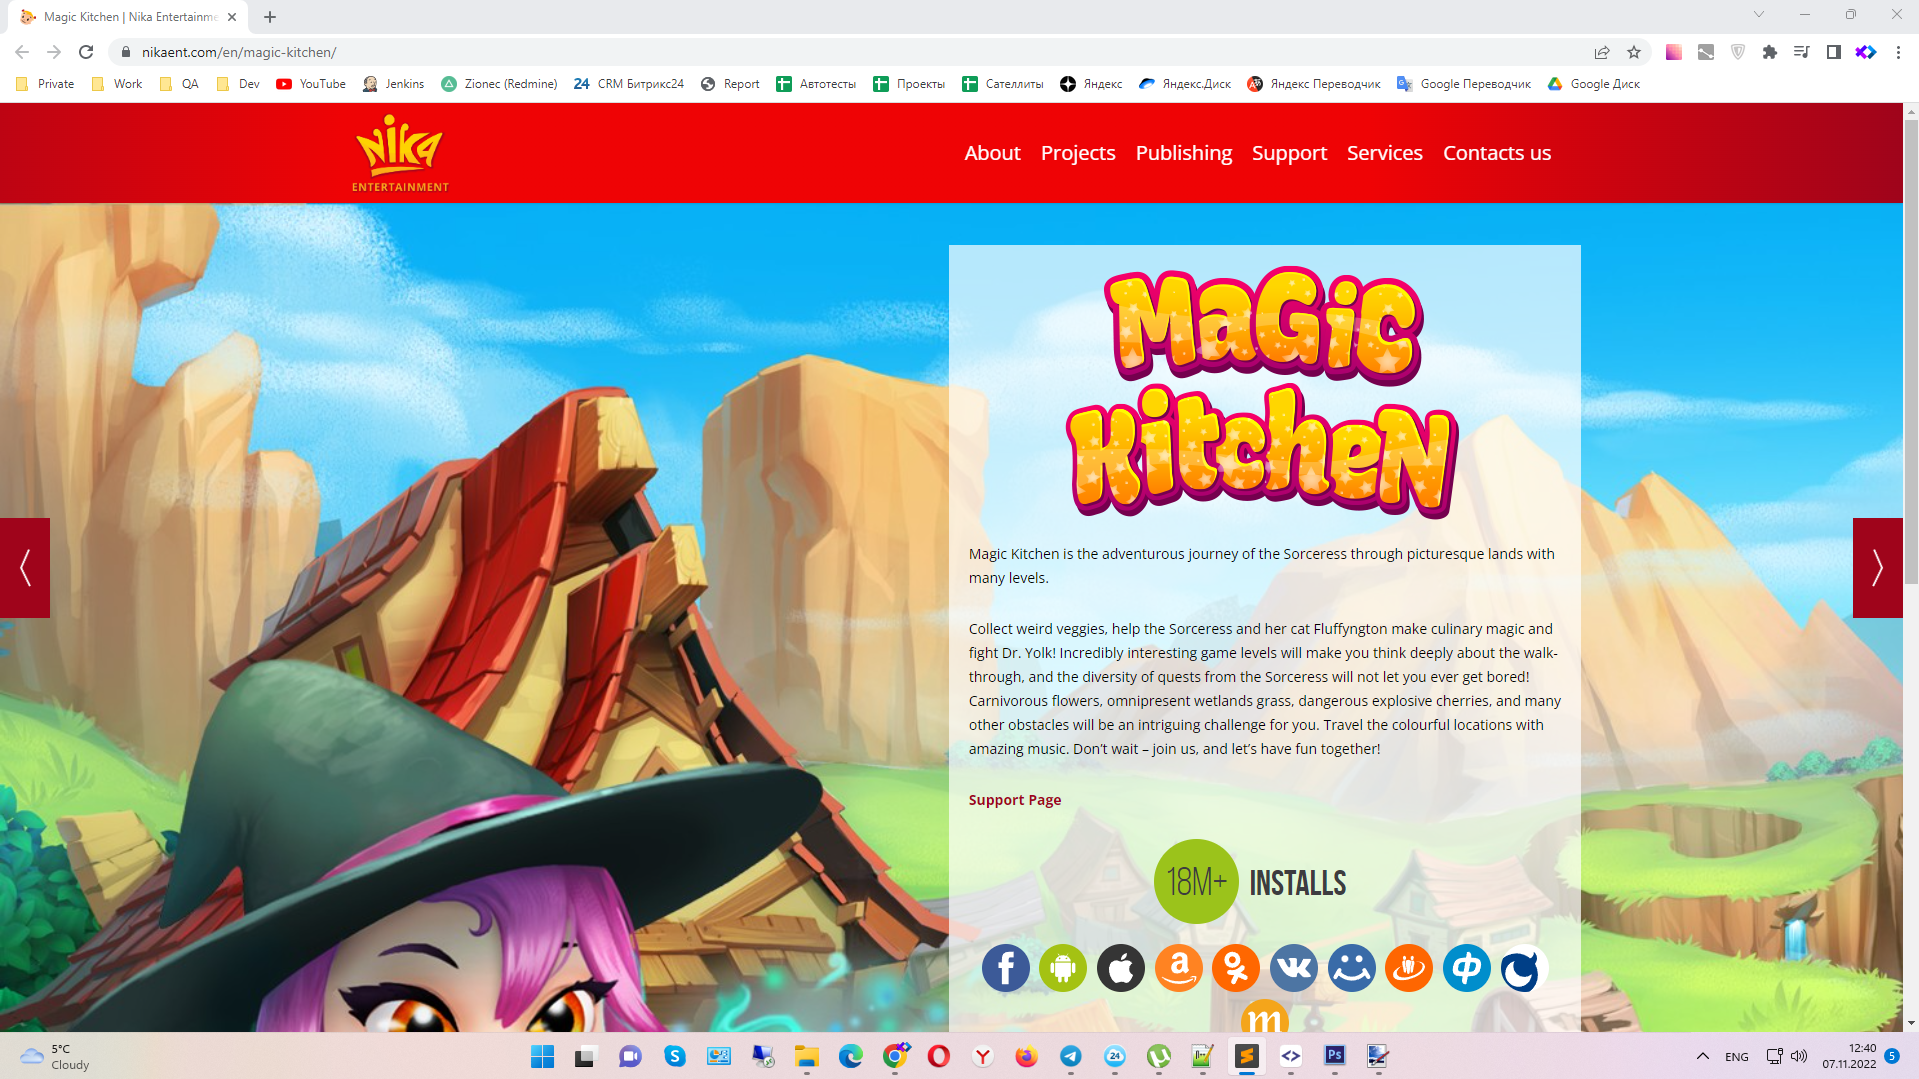 Magic Kitchen | Nika Entertainme
nikaent.com/en/magic-kitchen/
Private Work QA Dev YouTube Jenkins Zionec (Redmine) 24 CRM Битрикс24 Report Автотесты Проекты Сателлиты Яндекс Яндекс.Диск Яндекс Переводчик Google Переводчик Google Диск
NIKA
ENTERTAINMENT
About Projects Publishing Support Services Contacts us
MaGic
KitcheN
Magic Kitchen is the adventurous journey of the Sorceress through picturesque lands with
many levels.
Collect weird veggies, help the Sorceress and her cat Fluffyngton make culinary magic and
fight Dr. Yolk! Incredibly interesting game levels will make you think deeply about the walk-
through, and the diversity of quests from the Sorceress will not let you ever get bored!
Carnivorous flowers, omnipresent wetlands grass, dangerous explosive cherries, and many
other obstacles will be an intriguing challenge for you. Travel the colourful locations with
amazing music. Don't wait – join us, and let's have fun together!
Support Page
18M+ INSTALLS
5°C
Cloudy
24
Ps
ENG
12:40
07.11.2022
5